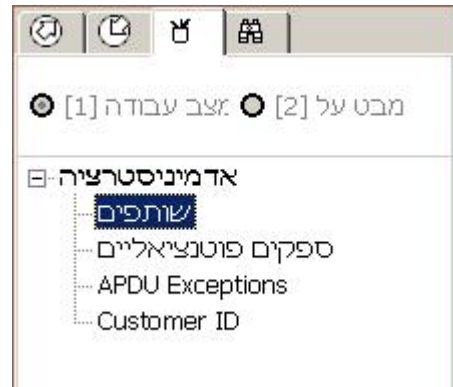 מצב עבודה [1] מבט על [2]
אדמיניסטרציה
שותפים
ספקים פוטנציאליים
APDU Exceptions
Customer ID